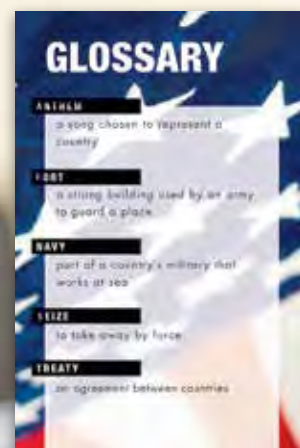 GLOSSARY
ANTHEM
a song chosen to represent a
country
FORT
a strong building used by an army
to guard a place
NAVY
part of a country's military that
works at sea
SEIZE
to take away by force
TREATY
an agreement between countries